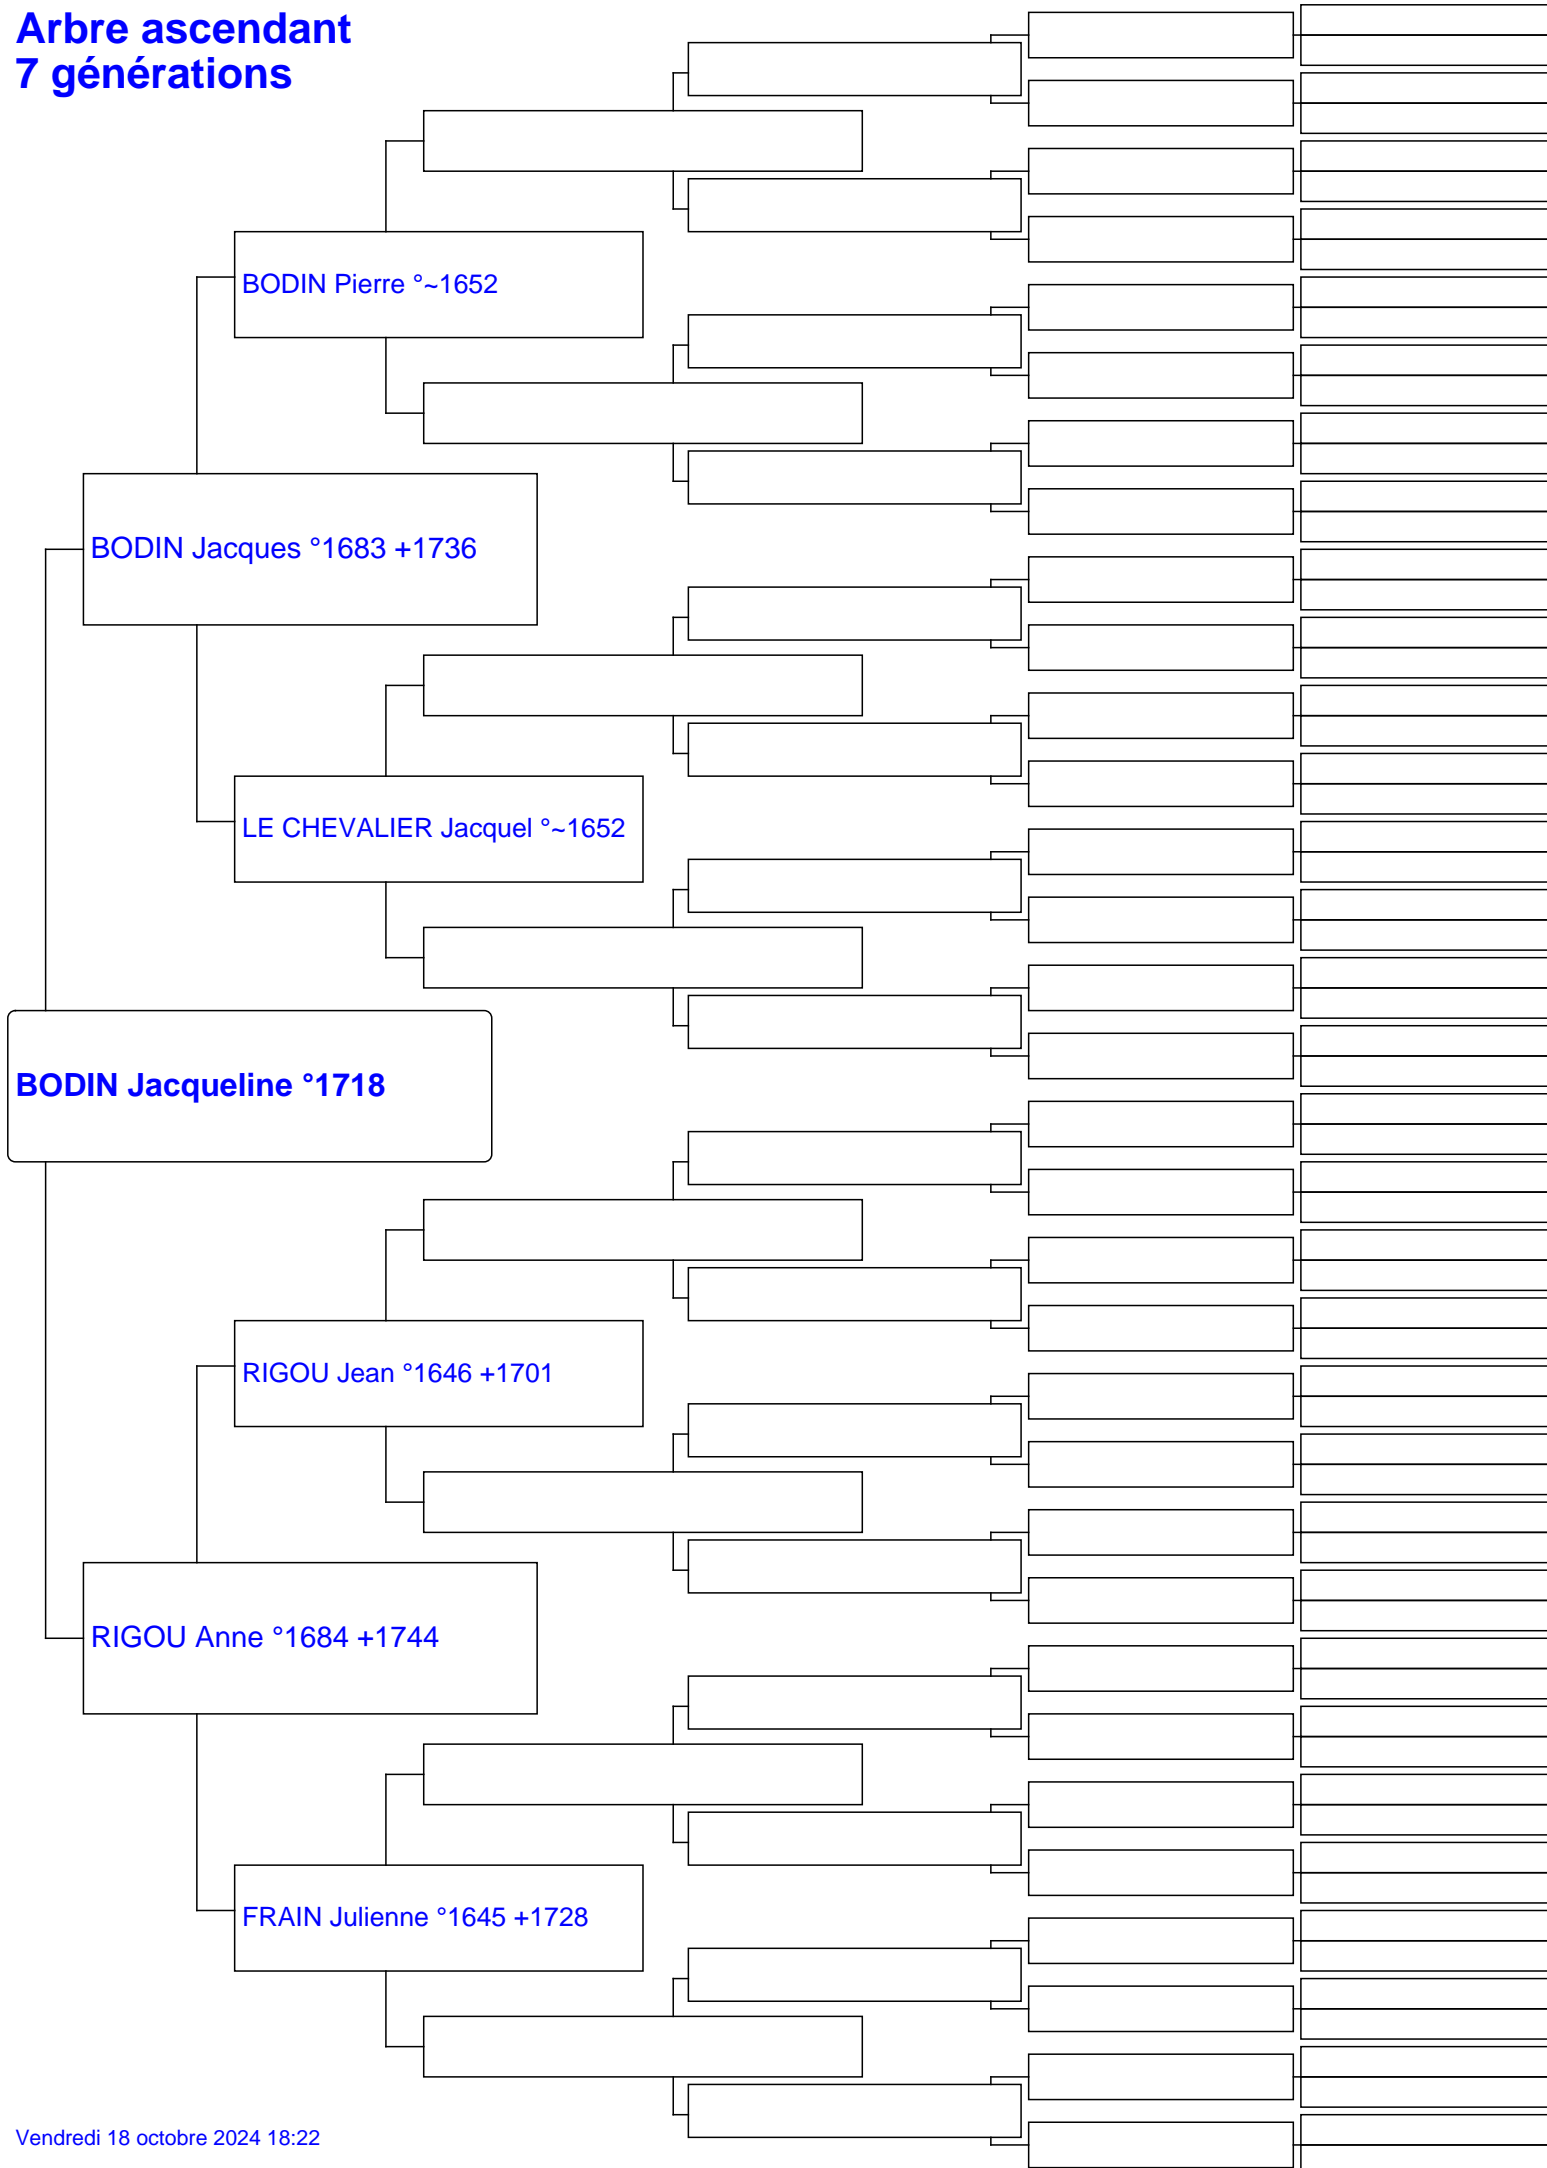 Arbre ascendant
7 générations
BODIN Pierre °~1652
BODIN Jacques °1683 +1736
LE CHEVALIER Jacquel °~1652
BODIN Jacqueline °1718
RIGOU Jean °1646 +1701
RIGOU Anne °1684 +1744
FRAIN Julienne °1645 +1728
Vendredi 18 octobre 2024 18:22